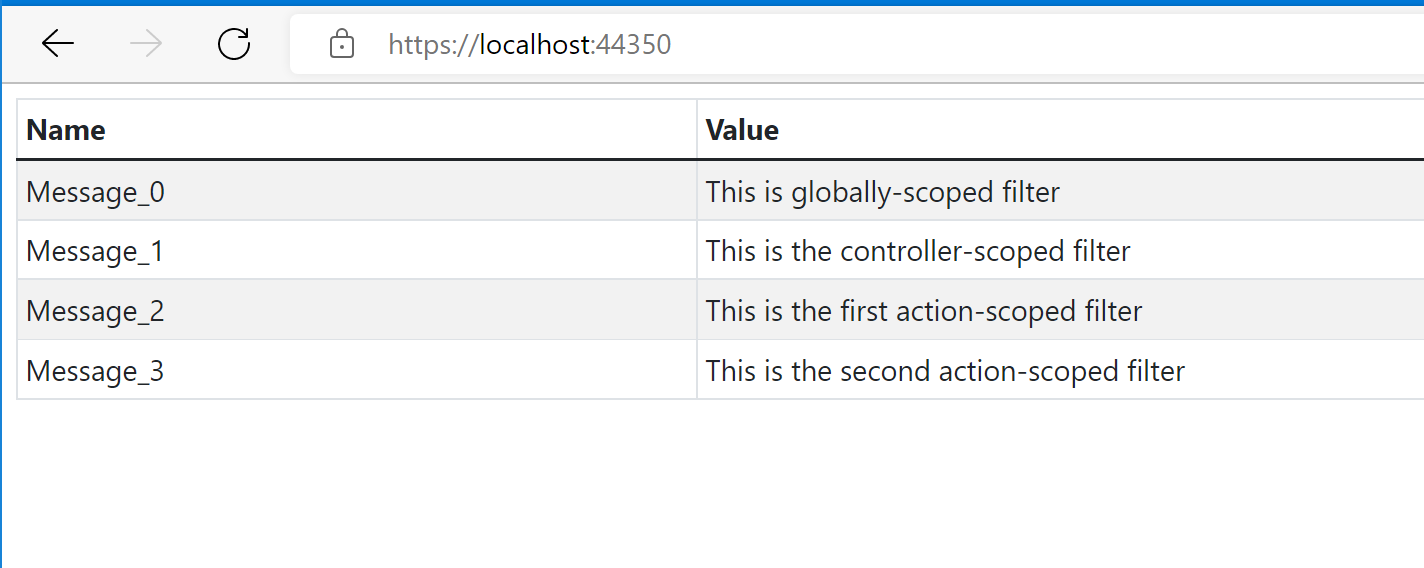 https://localhost:44350
Name Value
Message_0 This is globally-scoped filter
Message_1 This is the controller-scoped filter
Message_2 This is the first action-scoped filter
Message_3 This is the second action-scoped filter